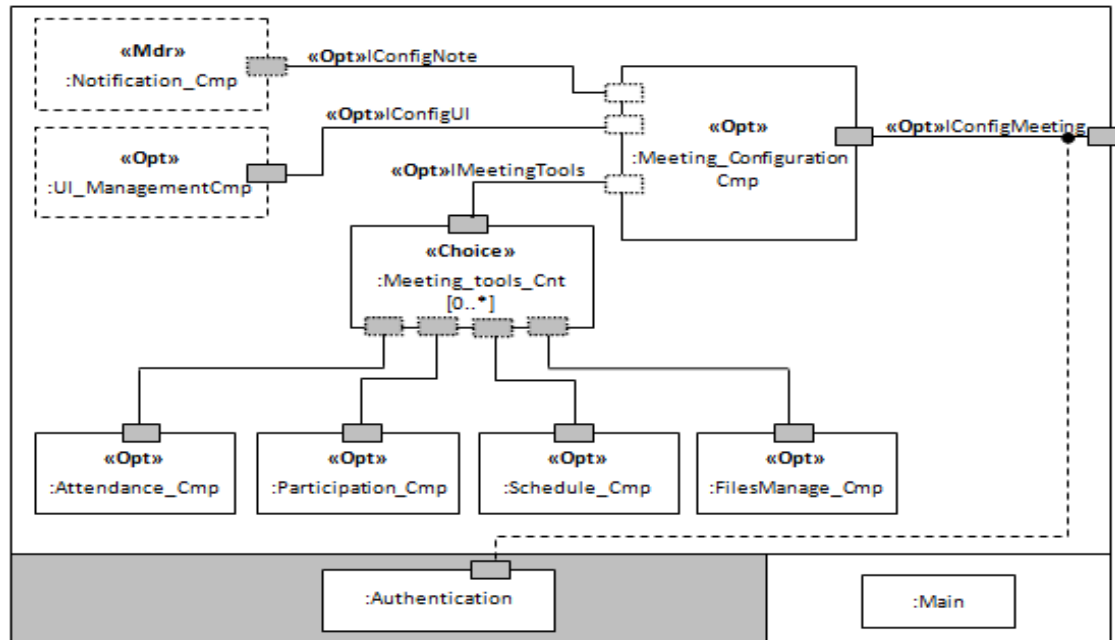 «Mdr»
:Notification_Cmp
«Opt»IConfigNote
«Opt»IConfigUI
«Opt»
:UI_ManagementCmp
«Opt»IMeetingTools
«Opt»
:Meeting_Configuration
Cmp
«Opt»IConfigMeeting
«Choice»
:Meeting_tools_Cnt
[0..*]
«Opt»
:Attendance_Cmp
«Opt»
:Participation_Cmp
«Opt»
:Schedule_Cmp
«Opt»
:FilesManage_Cmp
:Authentication
:Main